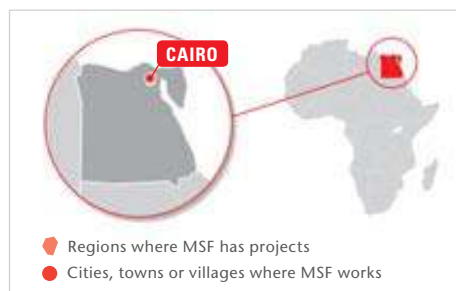 CAIRO
Regions where MSF has projects
Cities, towns or villages where MSF works